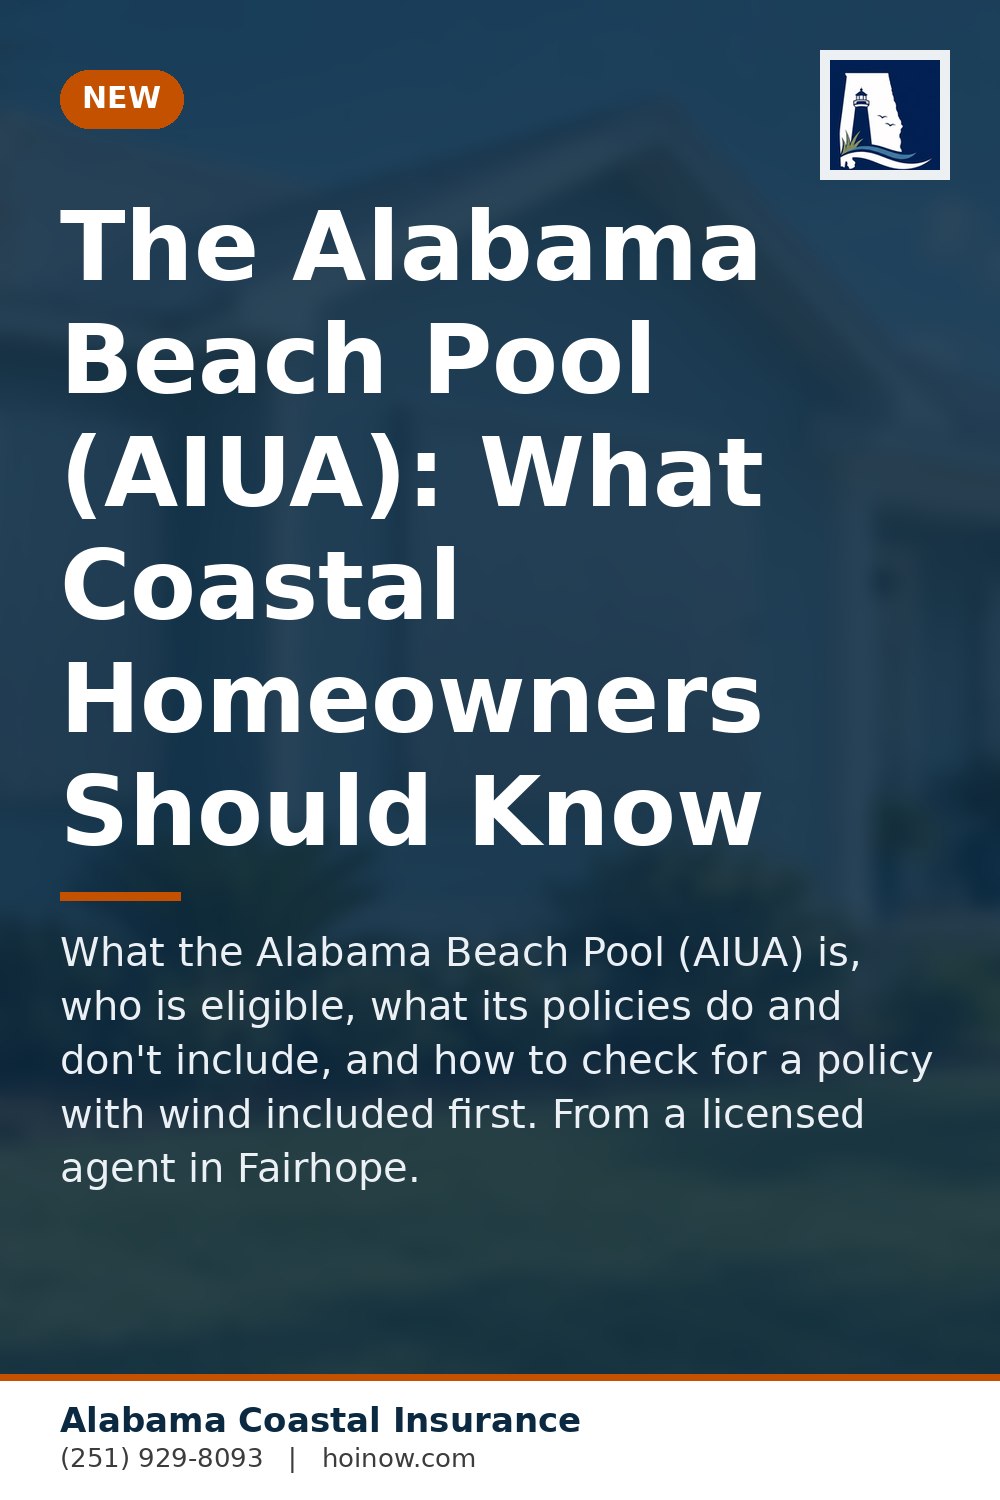 NEW
The Alabama
Beach Pool
(AIUA): What
Coastal
Homeowners
Should Know
What the Alabama Beach Pool (AIUA) is,
who is eligible, what its policies do and
don't include, and how to check for a policy
with wind included first. From a licensed
agent in Fairhope.
Alabama Coastal Insurance
(251) 929-8093 | hoinow.com